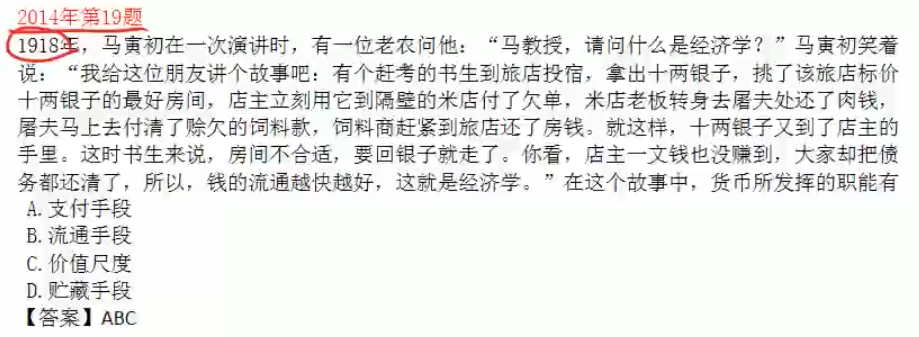 2014年第19题
1918年，马寅初在一次演讲时，有一位老农问他：“马教授，请问什么是经济学？”马寅初笑着
说：“我给这位朋友讲个故事吧：有个赶考的书生到旅店投宿，拿出十两银子，挑了该旅店标价
十两银子的最好房间，店主立刻用它到隔壁的米店付了欠单，米店老板转身去屠夫处还了肉钱，
屠夫马上去付清了赊欠的饲料款，饲料商赶紧到旅店还了房钱。就这样，十两银子又到了店主的
手里。这时书生来说，房间不合适，要回银子就走了。你看，店主一文钱也没赚到，大家却把债
务都还清了，所以，钱的流通越快越好，这就是经济学。”在这个故事中，货币所发挥的职能有
A.支付手段
B.流通手段
C.价值尺度
D.贮藏手段
【答案】ABC